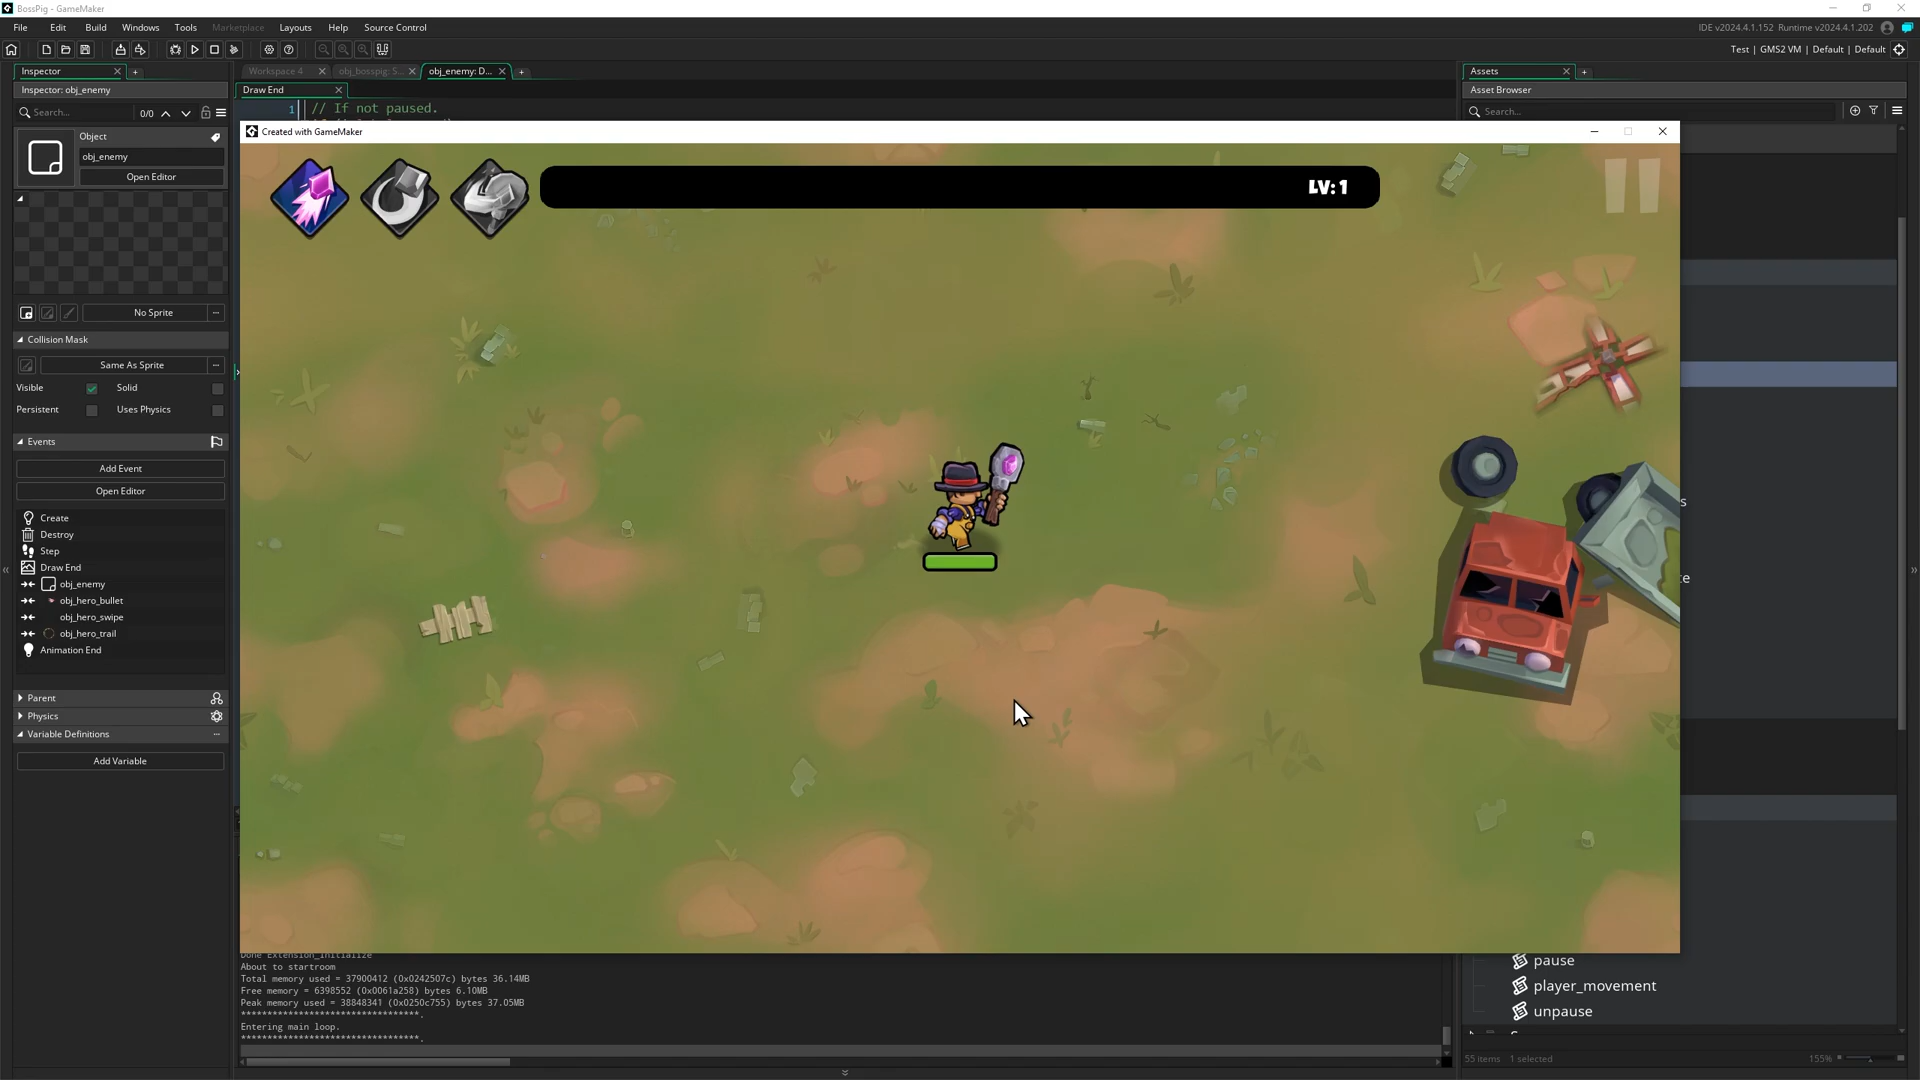 BossPig - GameMaker
File Edit Build Windows Tools Marketplace Layouts Help Source Control
IDE v2024.4.1.152 Runtime v2024.4.1.202
Test | GMS2 VM | Default | Default
Inspector
Workspace 4
obj_bosspig: S...
obj_enemy: D...
Assets
Inspector: obj_enemy
Draw End
Asset Browser
Search...
0/0
1 // If not paused.
Search...
Created with GameMaker
Object
obj_enemy
Open Editor
LV: 1
No Sprite
Collision Mask
Same As Sprite
Visible
Solid
Persistent
Uses Physics
Events
Add Event
Open Editor
Create
Destroy
Step
Draw End
obj_enemy
obj_hero_bullet
obj_hero_swipe
obj_hero_trail
Animation End
Parent
Physics
Variable Definitions
Add Variable
Done Extension_Initialize
About to startroom
Total memory used = 37900412 (0x0242507c) bytes 36.14MB
Free memory = 6398552 (0x0061a258) bytes 6.10MB
Peak memory used = 38848341 (0x0250c755) bytes 37.05MB
**********************************.
Entering main loop.
**********************************.
pause
player_movement
unpause
55 items 1 selected
155%